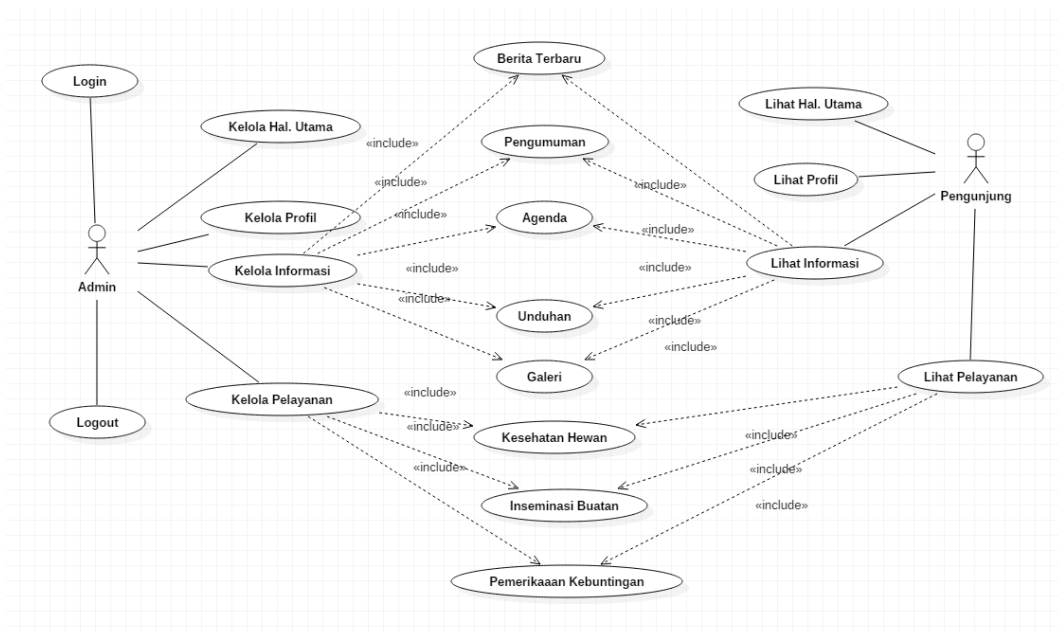 Berita Terbaru
Login
Lihat Hal. Utama
Kelola Hal. Utama
Pengumuman
«include»
Lihat Profil
«include»
«include»
Pengunjung
Kelola Profil
«include»
Agenda
«include»
Kelola Informasi
«include»
«include»
Lihat Informasi
Admin
«include»
Unduhan
«include»
«include»
Galeri
Lihat Pelayanan
Kelola Pelayanan
«include»
Logout
«include»
Kesehatan Hewan
«include»
«include»
«include»
Inseminasi Buatan
«include»
Pemerikaaan Kebuntingan